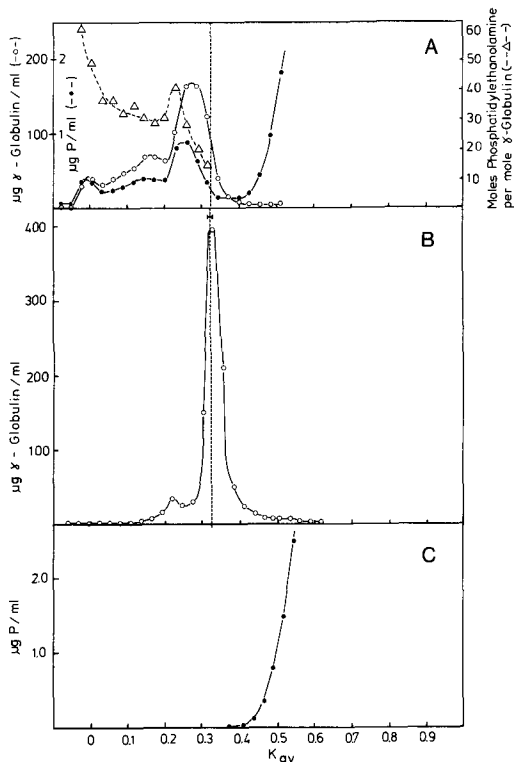 A
µg γ - Globulin / ml (-o-)
200
100
µg P/ml (-•-)
2
1
Moles Phosphatidylethanolamine
per mole γ-Globulin (--Δ--)
60
50
40
30
20
10
B
µg γ - Globulin / ml
400
300
200
100
C
µg P / ml
2.0
1.0
0 0.1 0.2 0.3 0.4 0.5 0.6 0.7 0.8 0.9
Kav